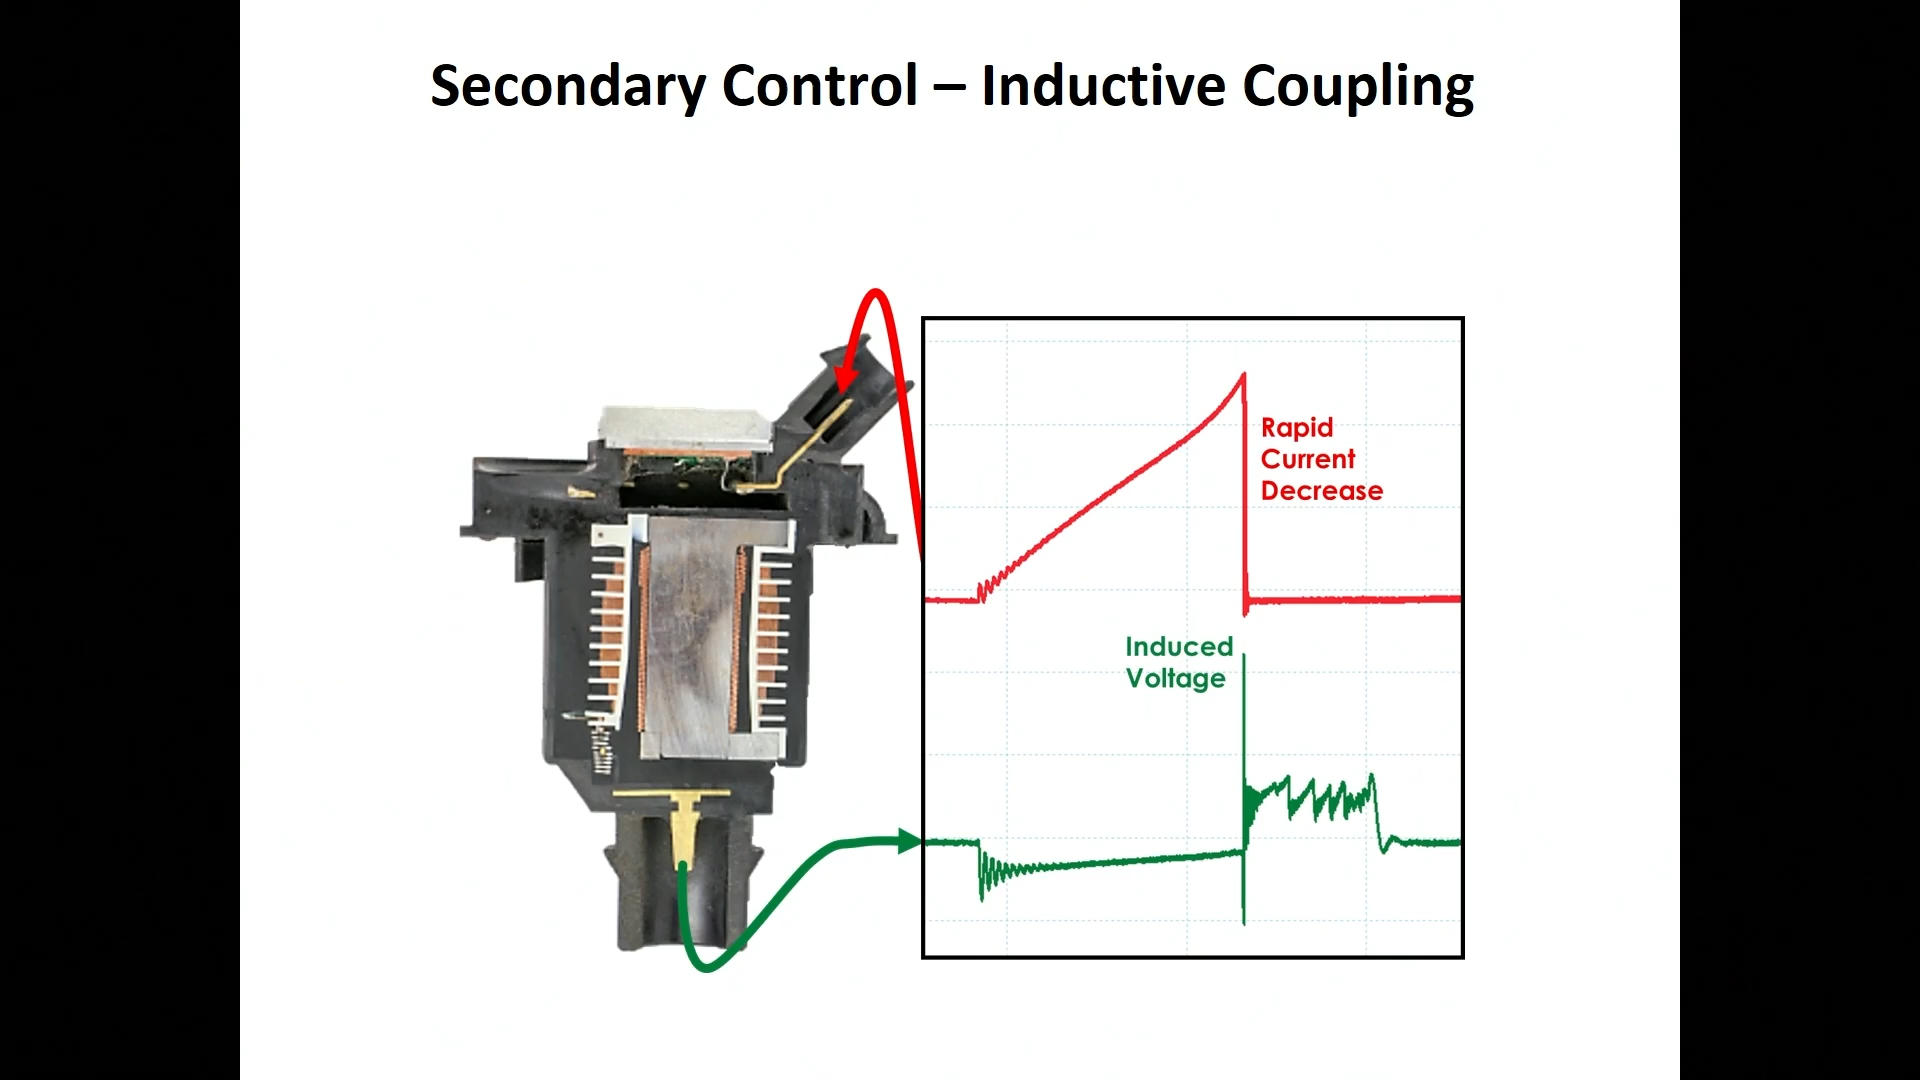 Secondary Control – Inductive Coupling
Rapid
Current
Decrease
Induced
Voltage